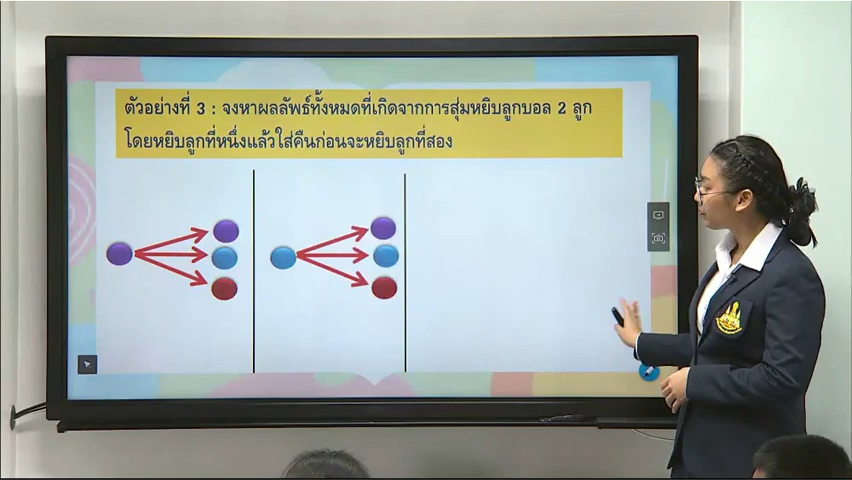 ตัวอย่างที่ 3 : จงหาผลลัพธ์ทั้งหมดที่เกิดจากการสุ่มหยิบลูกบอล 2 ลูก
โดยหยิบลูกที่หนึ่งแล้วใส่คืนก่อนจะหยิบลูกที่สอง